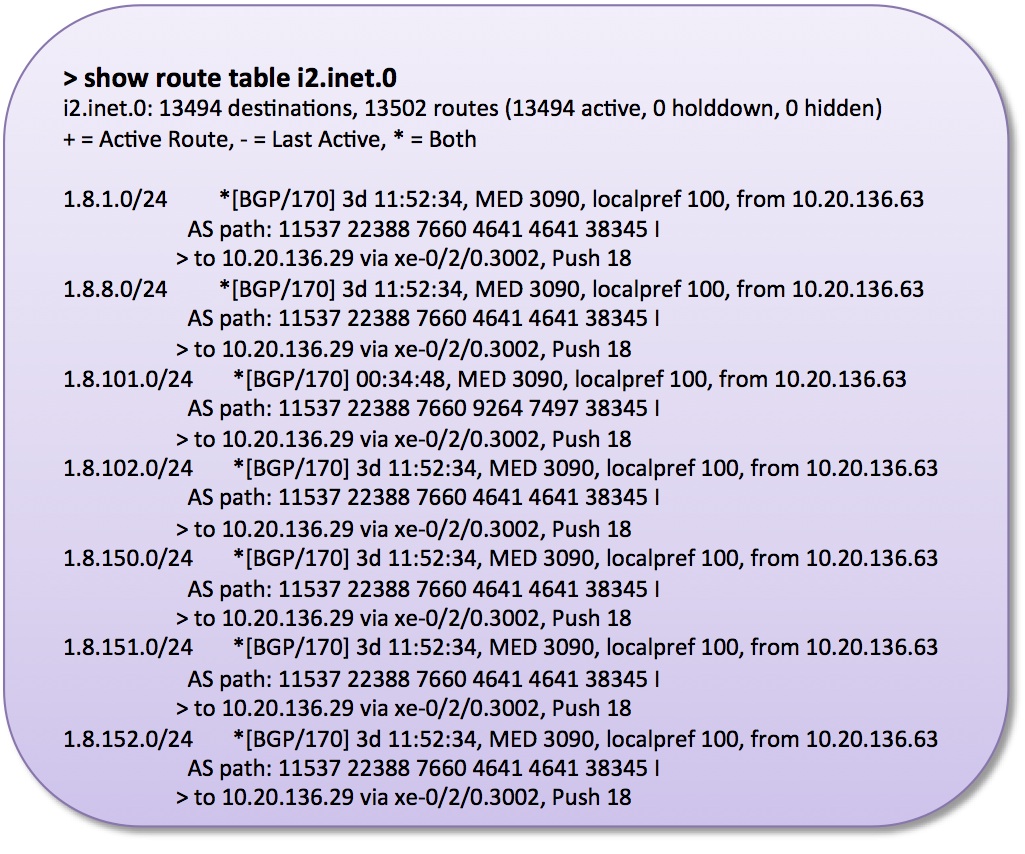 > show route table i2.inet.0
i2.inet.0: 13494 destinations, 13502 routes (13494 active, 0 holddown, 0 hidden)
+ = Active Route, - = Last Active, * = Both
1.8.1.0/24 *[BGP/170] 3d 11:52:34, MED 3090, localpref 100, from 10.20.136.63
AS path: 11537 22388 7660 4641 4641 38345 I
> to 10.20.136.29 via xe-0/2/0.3002, Push 18
1.8.8.0/24 *[BGP/170] 3d 11:52:34, MED 3090, localpref 100, from 10.20.136.63
AS path: 11537 22388 7660 4641 4641 38345 I
> to 10.20.136.29 via xe-0/2/0.3002, Push 18
1.8.101.0/24 *[BGP/170] 00:34:48, MED 3090, localpref 100, from 10.20.136.63
AS path: 11537 22388 7660 9264 7497 38345 I
> to 10.20.136.29 via xe-0/2/0.3002, Push 18
1.8.102.0/24 *[BGP/170] 3d 11:52:34, MED 3090, localpref 100, from 10.20.136.63
AS path: 11537 22388 7660 4641 4641 38345 I
> to 10.20.136.29 via xe-0/2/0.3002, Push 18
1.8.150.0/24 *[BGP/170] 3d 11:52:34, MED 3090, localpref 100, from 10.20.136.63
AS path: 11537 22388 7660 4641 4641 38345 I
> to 10.20.136.29 via xe-0/2/0.3002, Push 18
1.8.151.0/24 *[BGP/170] 3d 11:52:34, MED 3090, localpref 100, from 10.20.136.63
AS path: 11537 22388 7660 4641 4641 38345 I
> to 10.20.136.29 via xe-0/2/0.3002, Push 18
1.8.152.0/24 *[BGP/170] 3d 11:52:34, MED 3090, localpref 100, from 10.20.136.63
AS path: 11537 22388 7660 4641 4641 38345 I
> to 10.20.136.29 via xe-0/2/0.3002, Push 18